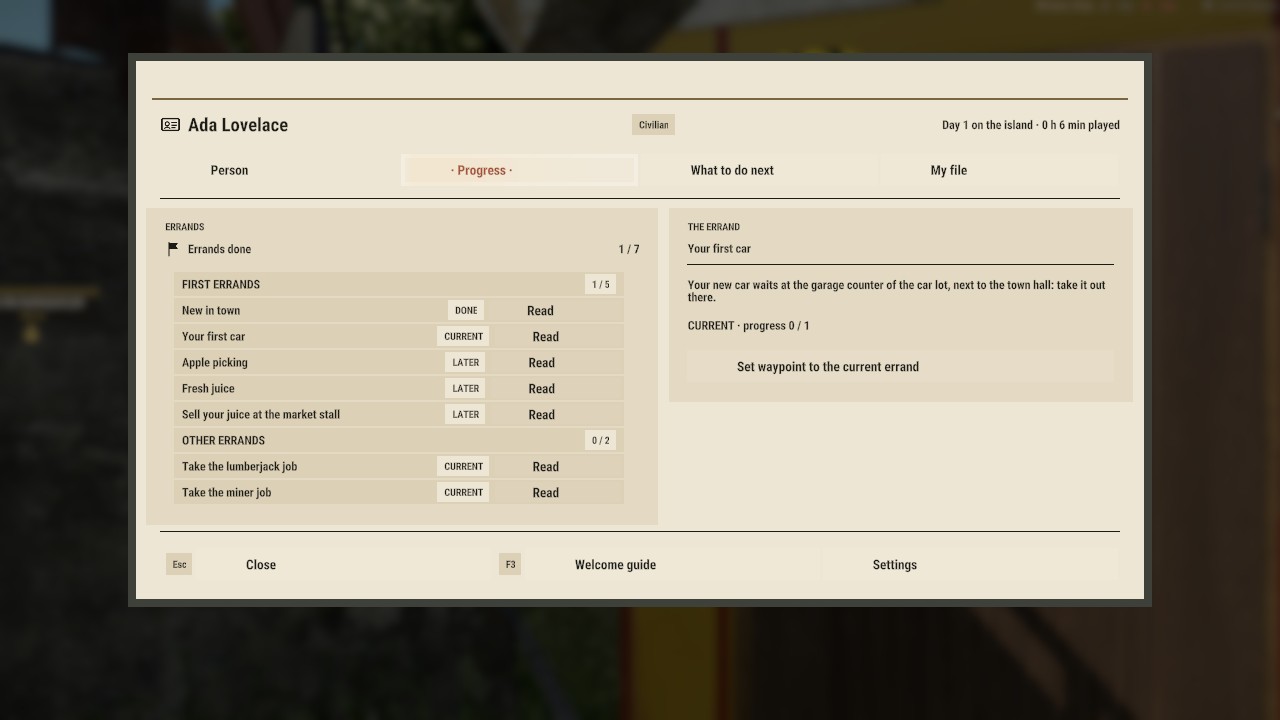 Ada Lovelace
Civilian
Day 1 on the island · 0 h 6 min played
Person
· Progress ·
What to do next
My file
ERRANDS
Errands done
1 / 7
FIRST ERRANDS
1 / 5
New in town
DONE
Read
Your first car
CURRENT
Read
Apple picking
LATER
Read
Fresh juice
LATER
Read
Sell your juice at the market stall
LATER
Read
OTHER ERRANDS
0 / 2
Take the lumberjack job
CURRENT
Read
Take the miner job
CURRENT
Read
THE ERRAND
Your first car
Your new car waits at the garage counter of the car lot, next to the town hall: take it out
there.
CURRENT · progress 0 / 1
Set waypoint to the current errand
Esc
Close
F3
Welcome guide
Settings